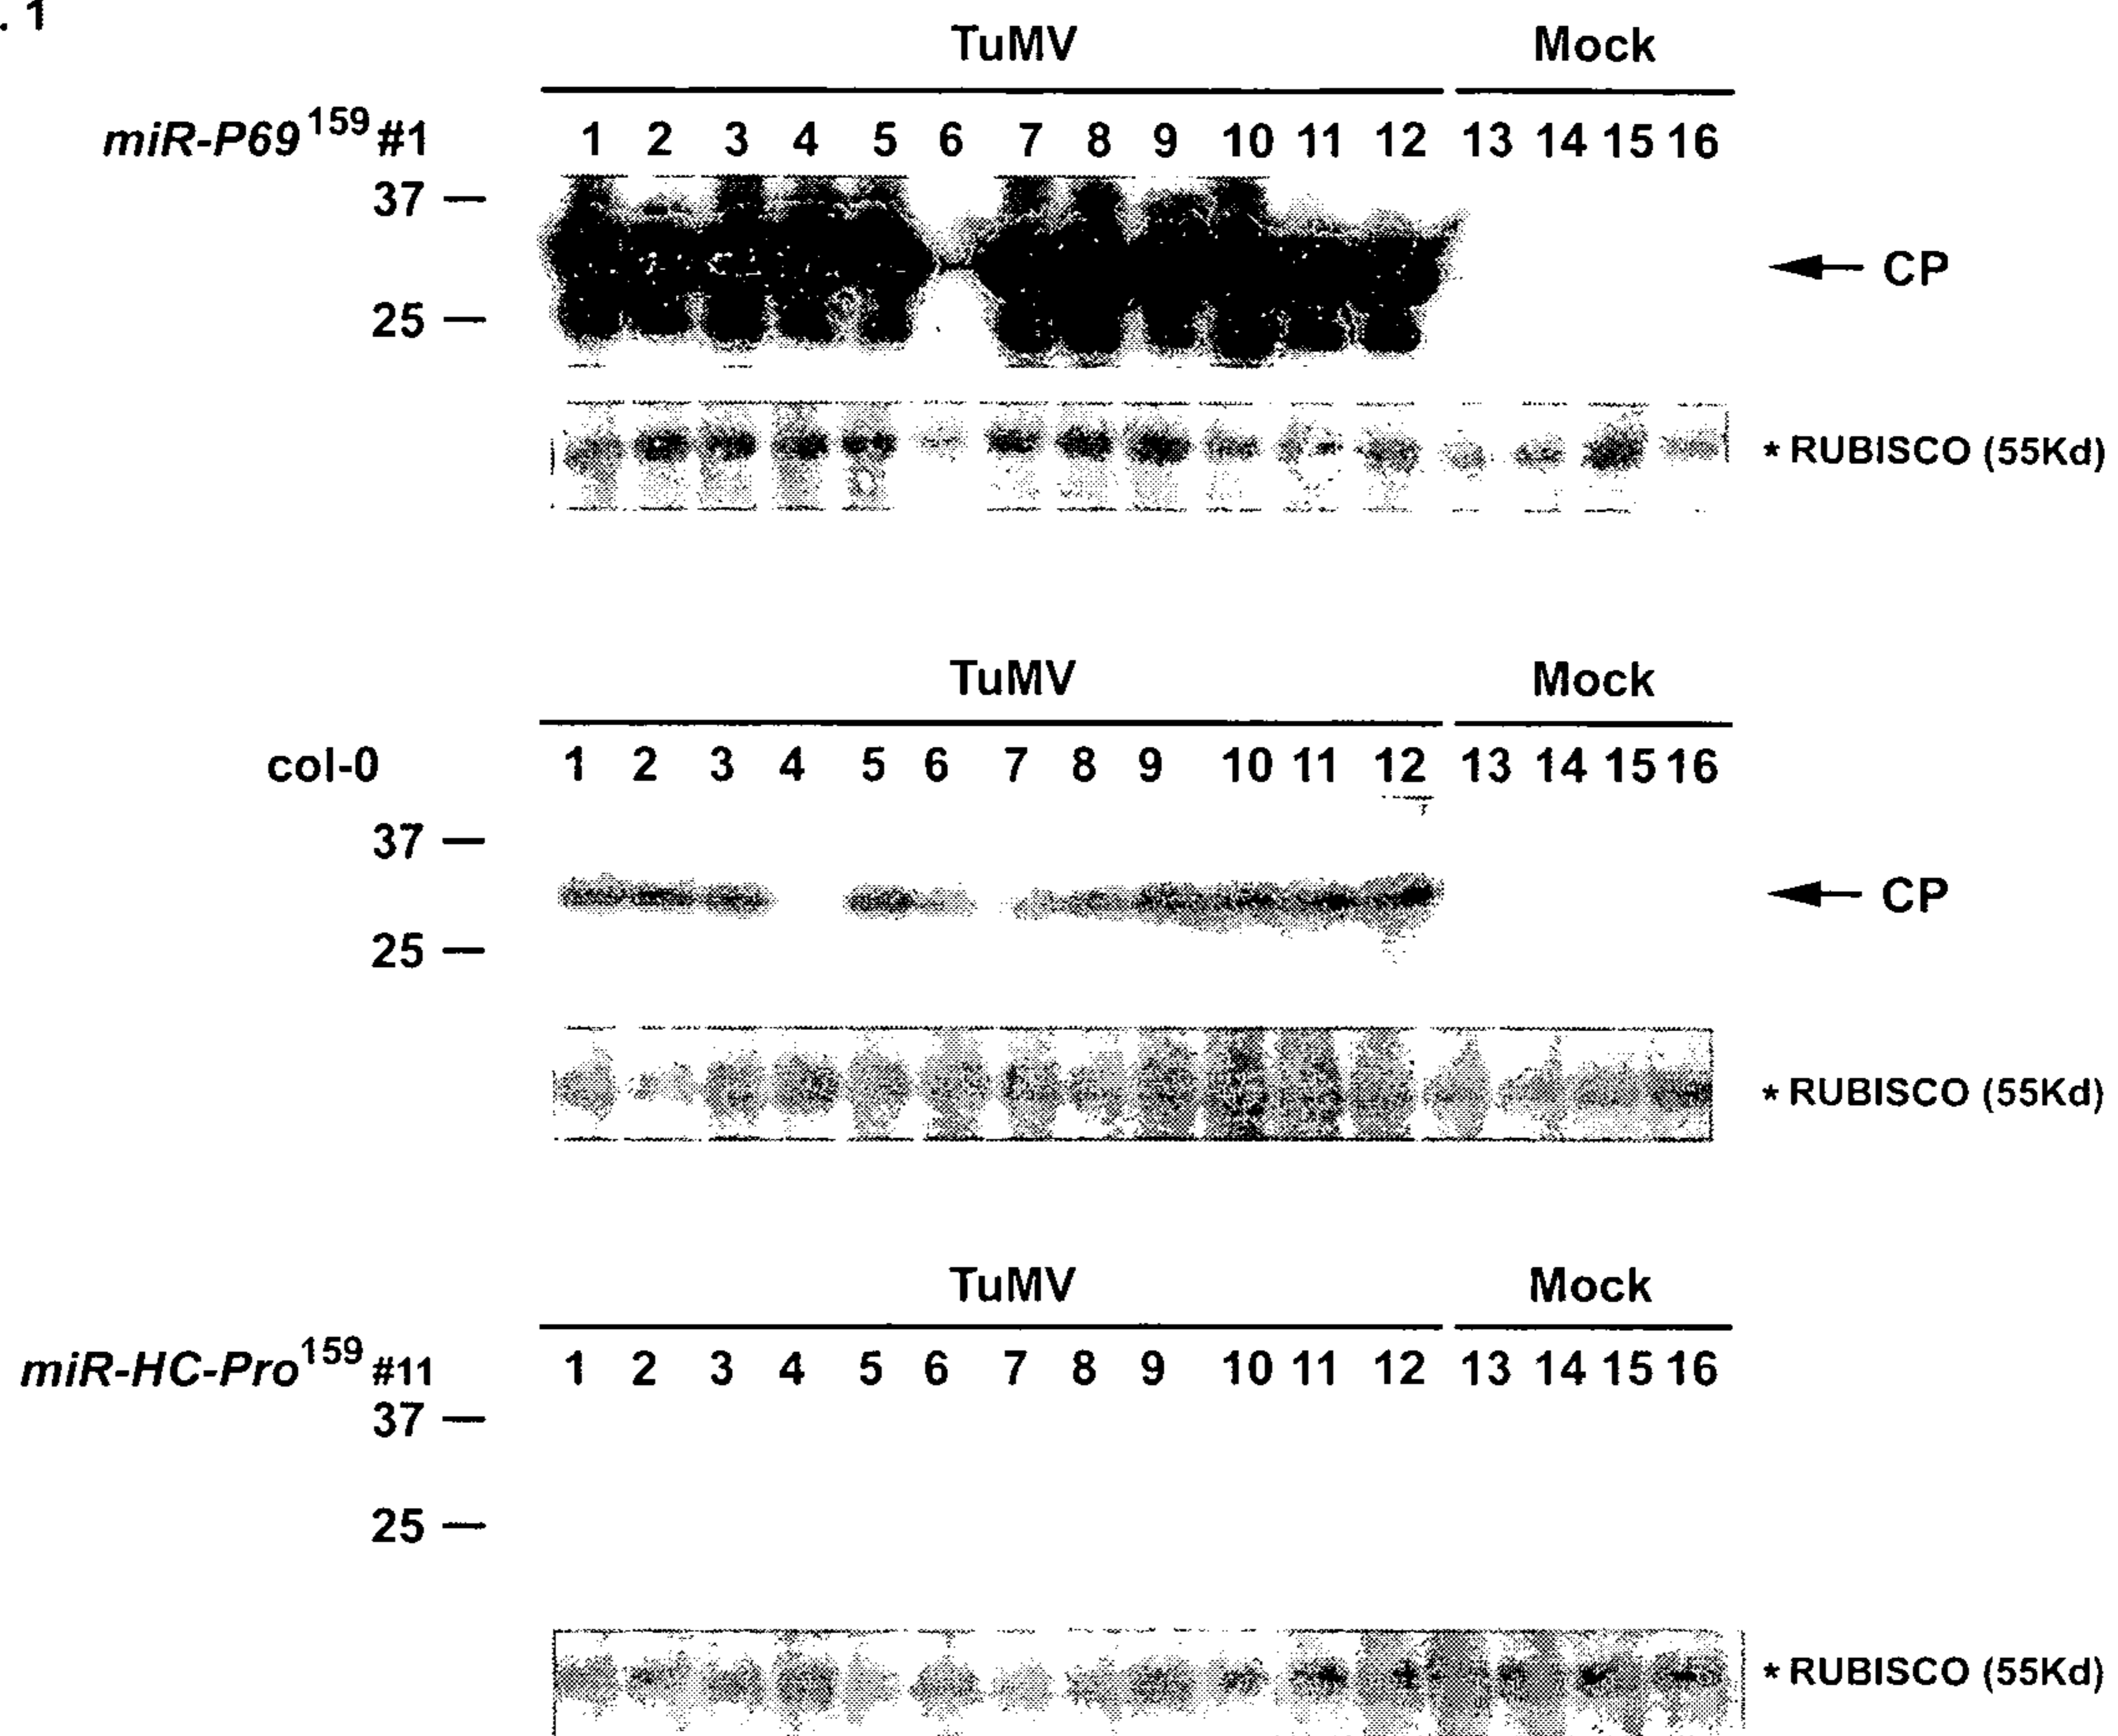 . 1
TuMV Mock
miR-P69159 #1 1 2 3 4 5 6 7 8 9 10 11 12 13 14 15 16
37
CP
25
* RUBISCO (55Kd)
TuMV Mock
col-0 1 2 3 4 5 6 7 8 9 10 11 12 13 14 15 16
37
CP
25
* RUBISCO (55Kd)
TuMV Mock
miR-HC-Pro159 #11 1 2 3 4 5 6 7 8 9 10 11 12 13 14 15 16
37
25
* RUBISCO (55Kd)